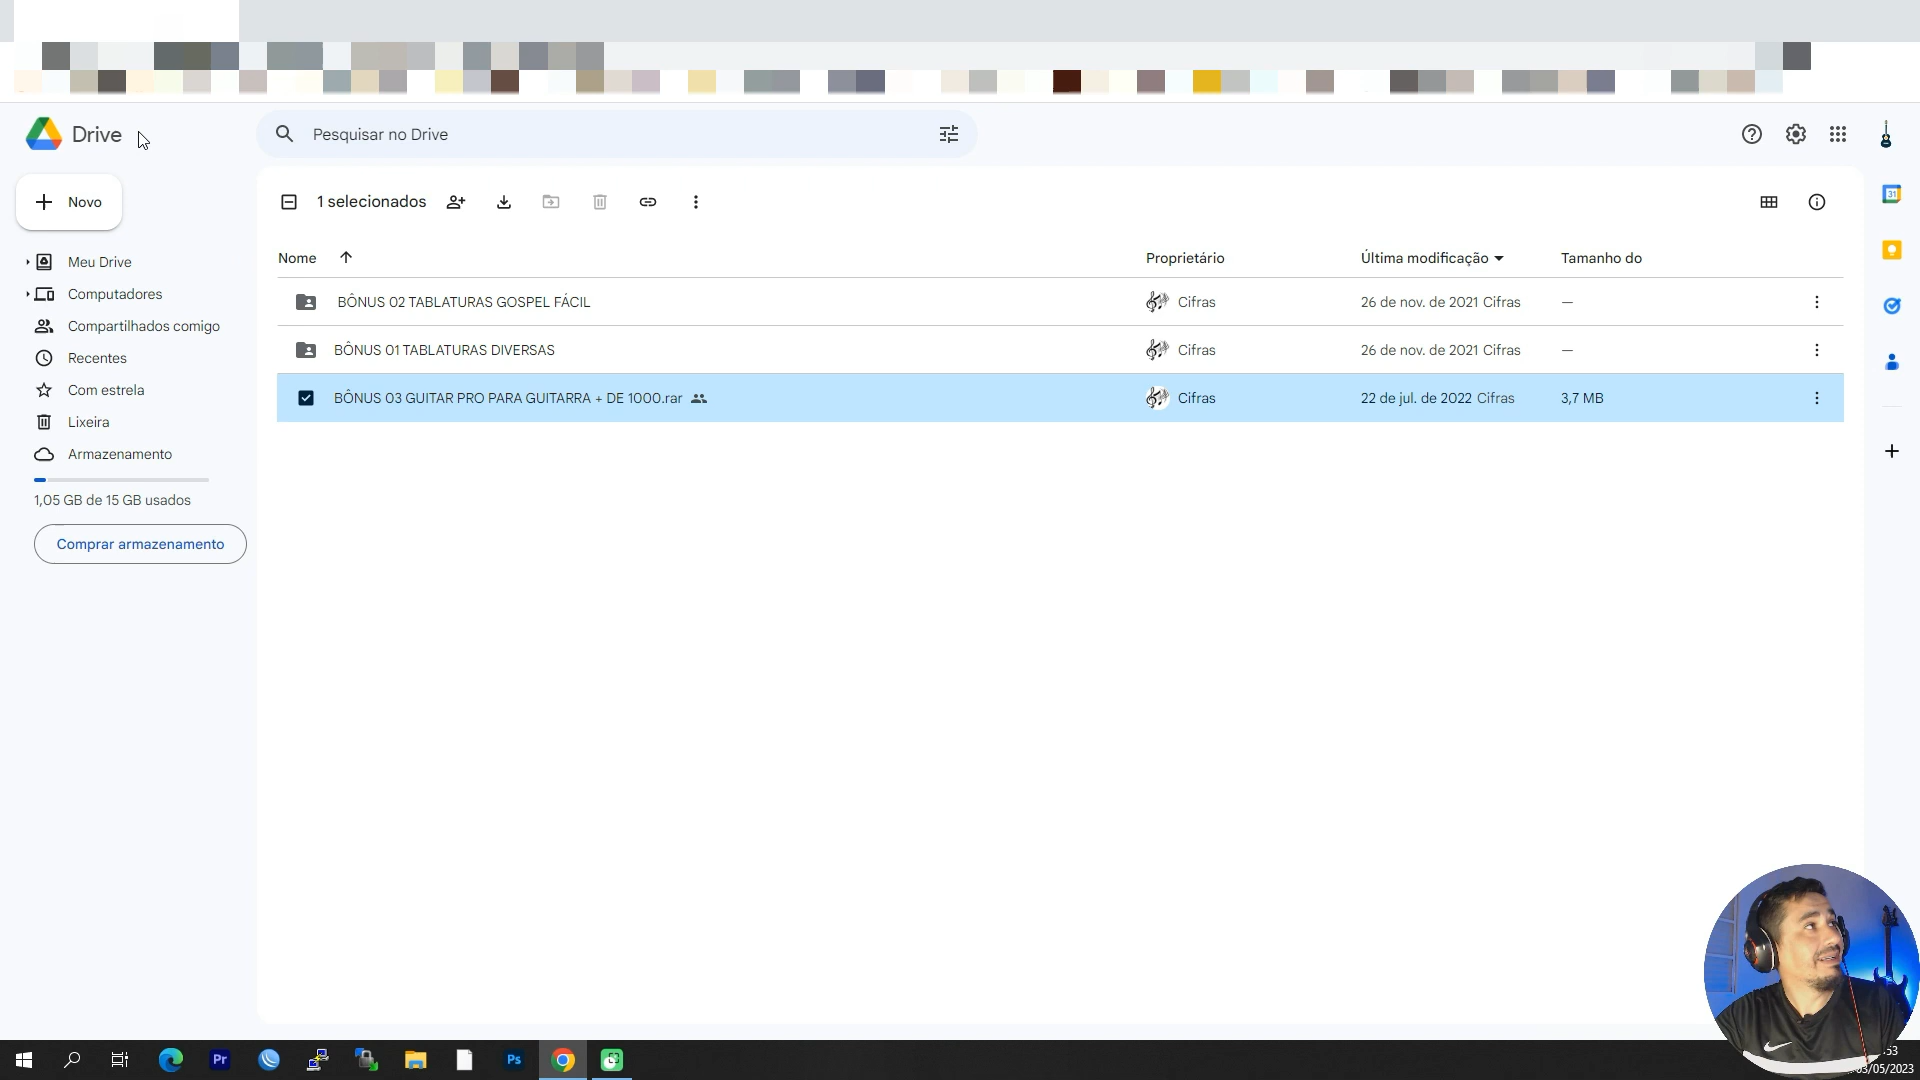 Drive
Pesquisar no Drive
Novo
1 selecionados
Nome
Proprietário
Última modificação
Tamanho do
Meu Drive
Computadores
Compartilhados comigo
Recentes
Com estrela
Lixeira
Armazenamento
1,05 GB de 15 GB usados
Comprar armazenamento
BÔNUS 02 TABLATURAS GOSPEL FÁCIL
Cifras
26 de nov. de 2021 Cifras
—
BÔNUS 01 TABLATURAS DIVERSAS
Cifras
26 de nov. de 2021 Cifras
—
BÔNUS 03 GUITAR PRO PARA GUITARRA + DE 1000.rar
Cifras
22 de jul. de 2022 Cifras
3,7 MB
31
Pr
Ps